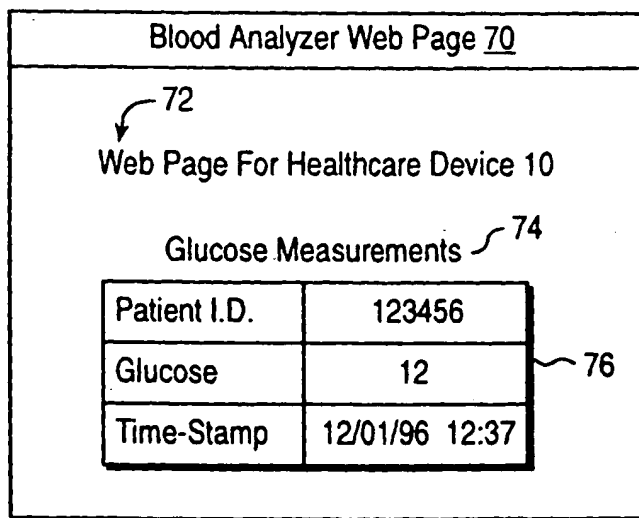 Blood Analyzer Web Page 70
72
Web Page For Healthcare Device 10
74
Glucose Measurements
Patient I.D. 123456
Glucose 12
76
Time-Stamp 12/01/96 12:37